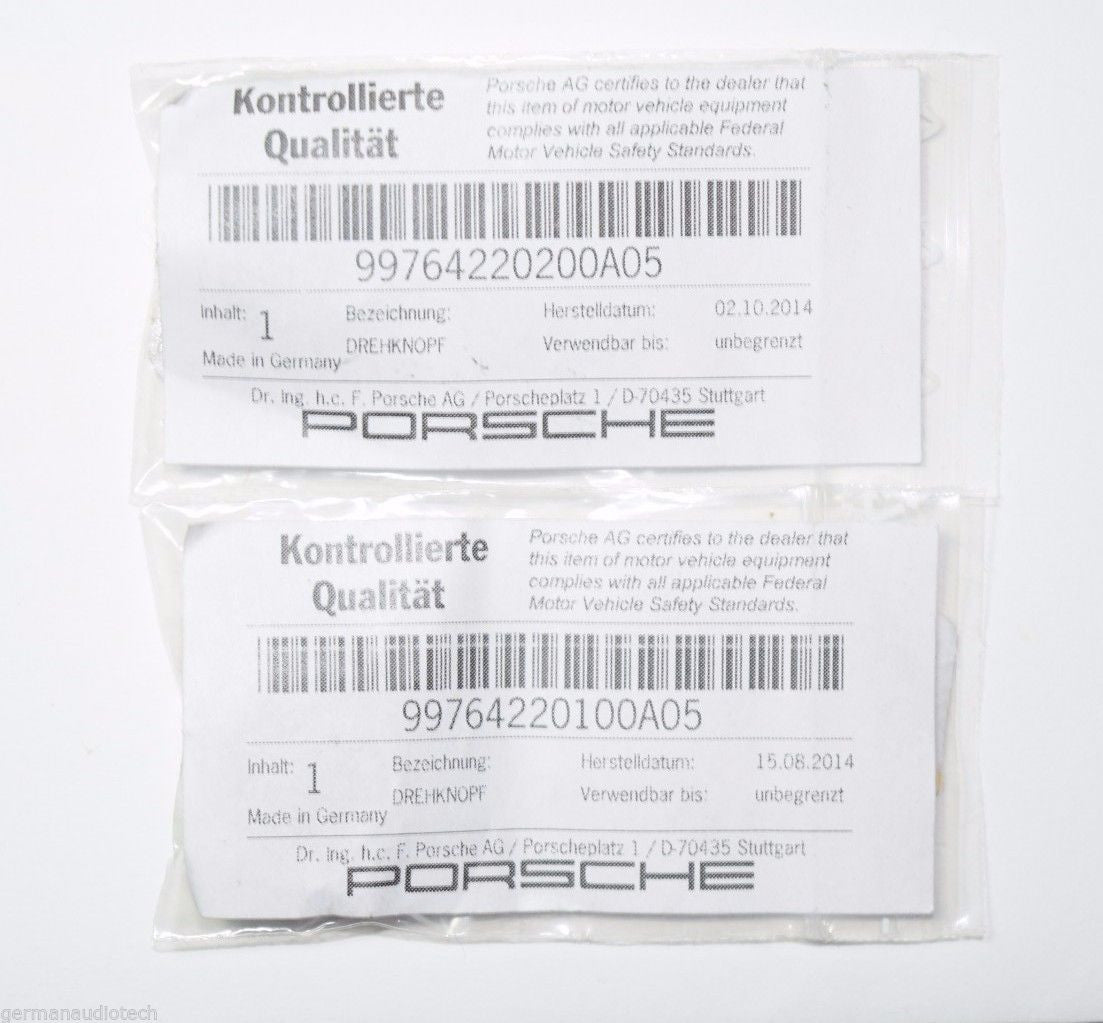 Kontrollierte
Qualität
Porsche AG certifies to the dealer that
this item of motor vehicle equipment
complies with all applicable Federal
Motor Vehicle Safety Standards.
99764220200A05
Inhalt: 1
Made in Germany
Bezeichnung:
DREHKNOPF
Herstelldatum: 02.10.2014
Verwendbar bis: unbegrenzt
Dr. Ing. h.c. F. Porsche AG / Porscheplatz 1 / D-70435 Stuttgart
PORSCHE
Kontrollierte
Qualität
Porsche AG certifies to the dealer that
this item of motor vehicle equipment
complies with all applicable Federal
Motor Vehicle Safety Standards.
99764220100A05
Inhalt: 1
Made in Germany
Bezeichnung:
DREHKNOPF
Herstelldatum: 15.08.2014
Verwendbar bis: unbegrenzt
Dr. Ing. h.c. F. Porsche AG / Porscheplatz 1 / D-70435 Stuttgart
PORSCHE
germanaudiotech